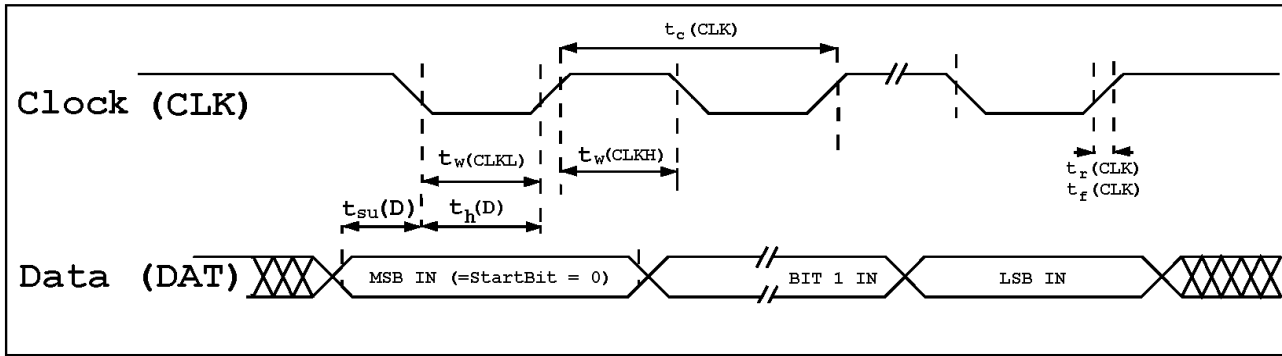 t_c(CLK)
Clock (CLK)
t_w(CLKL)
t_w(CLKH)
t_r(CLK)
t_f(CLK)
t_su(D)
t_h(D)
Data (DAT)
MSB IN (=StartBit = 0)
BIT 1 IN
LSB IN